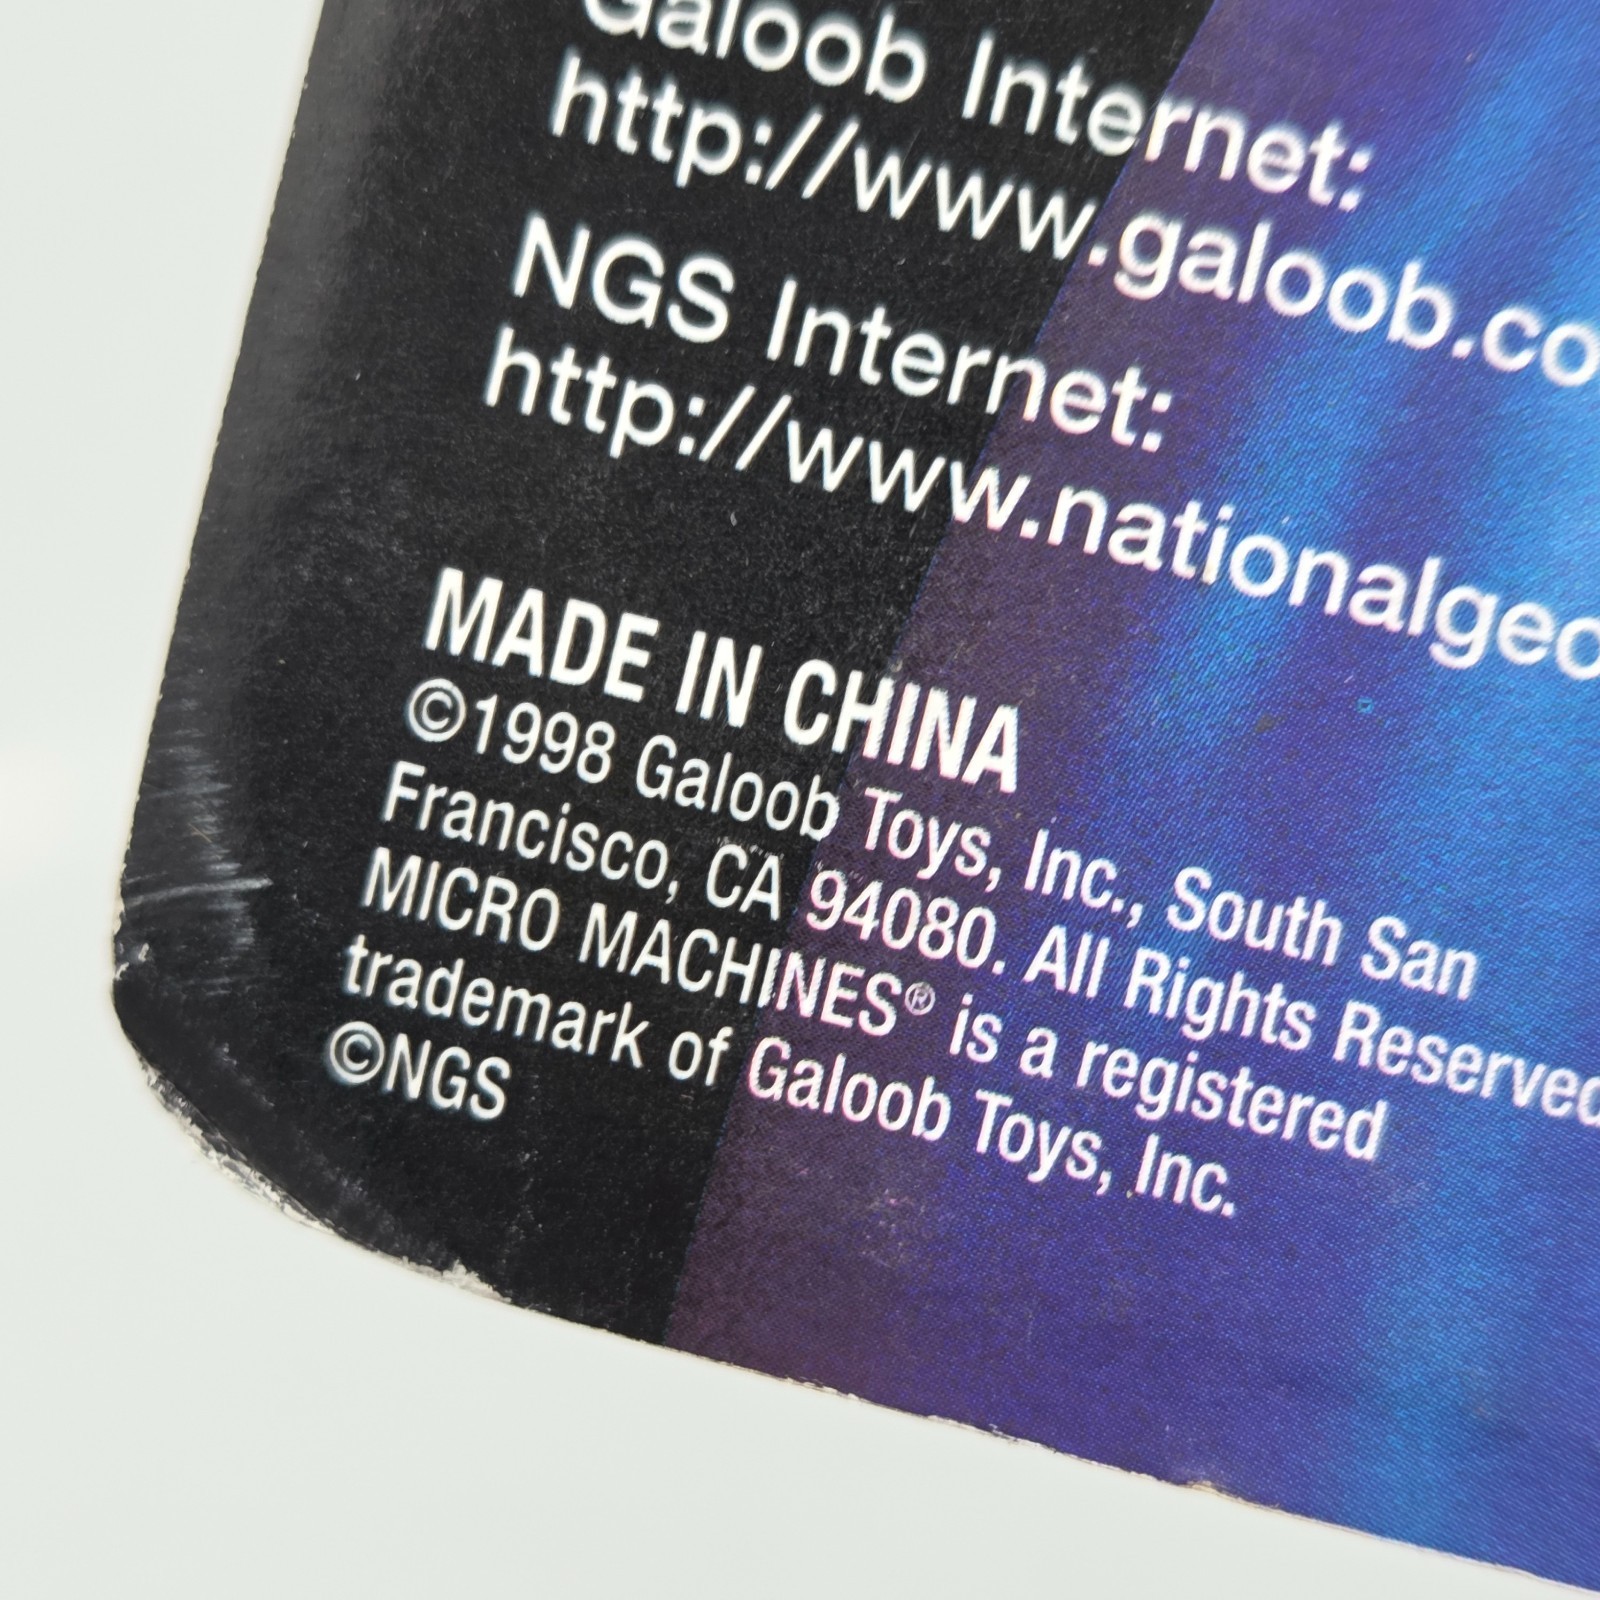 Galoob Internet:
http://www.galoob.co
NGS Internet:
http://www.nationalgeo
MADE IN CHINA
©1998 Galoob Toys, Inc., South San
Francisco, CA 94080. All Rights Reserved
MICRO MACHINES® is a registered
trademark of Galoob Toys, Inc.
©NGS